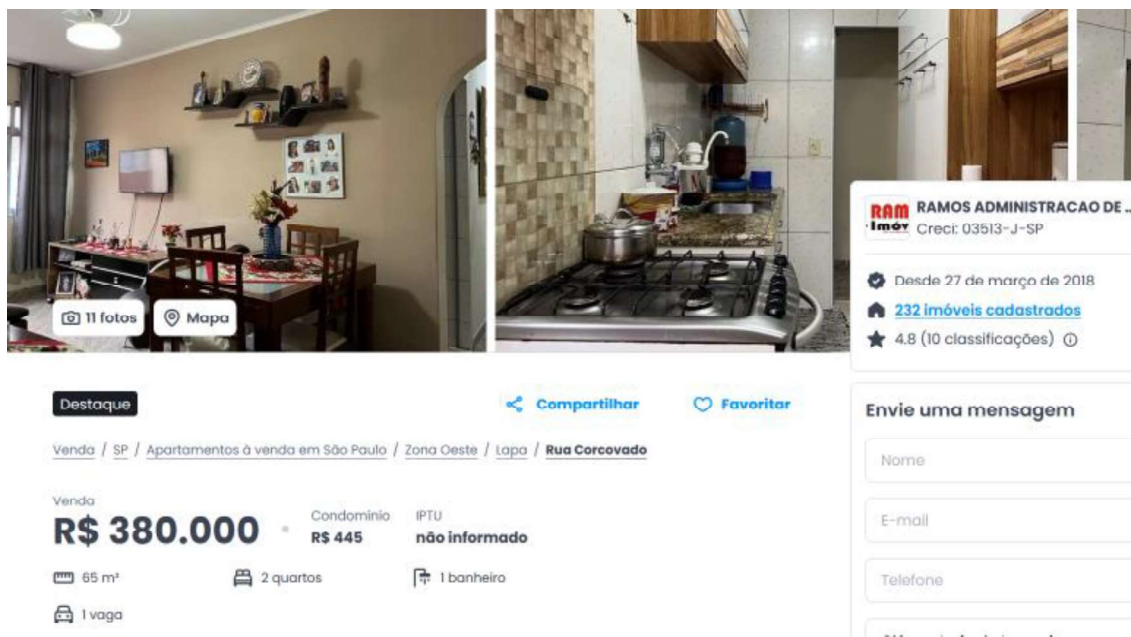 11 fotos
Mapa
RAM
Imóv
RAMOS ADMINISTRACAO DE ..
Creci: 03513-J-SP
Desde 27 de março de 2018
232 imóveis cadastrados
4.8 (10 classificações)
Destaque
Compartilhar
Favoritar
Venda / SP / Apartamentos à venda em São Paulo / Zona Oeste / Lapa / Rua Corcovado
Venda
R$ 380.000
Condomínio
R$ 445
IPTU
não informado
65 m²
2 quartos
1 banheiro
1 vaga
Envie uma mensagem
Nome
E-mail
Telefone